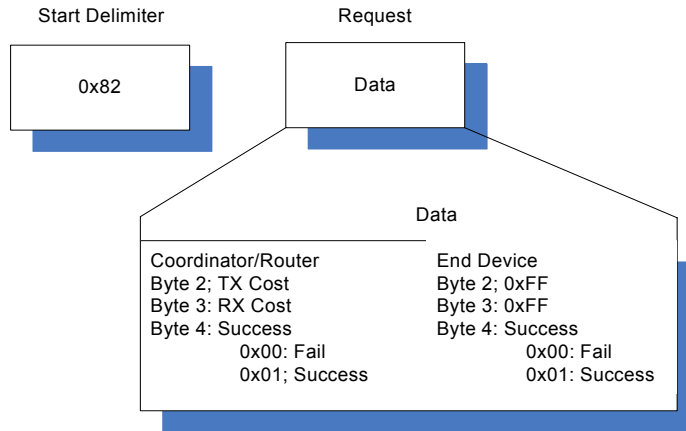 Start Delimiter
Request
0x82
Data
Data
Coordinator/Router
Byte 2; TX Cost
Byte 3: RX Cost
Byte 4: Success
0x00: Fail
0x01; Success
End Device
Byte 2; 0xFF
Byte 3: 0xFF
Byte 4: Success
0x00: Fail
0x01: Success